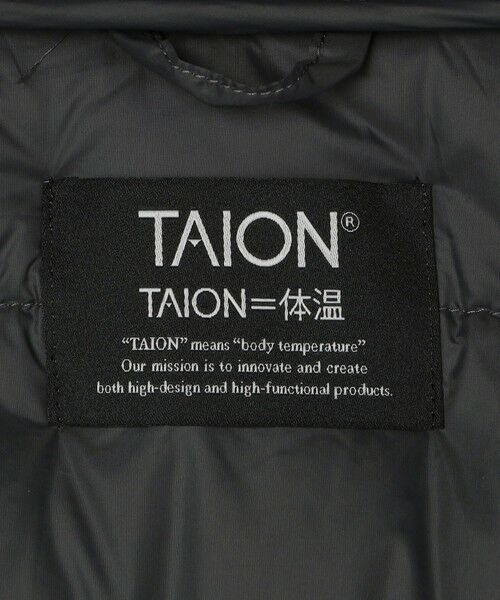 TAION®
TAION=体温
“TAION” means “body temperature”
Our mission is to innovate and create
both high-design and high-functional products.